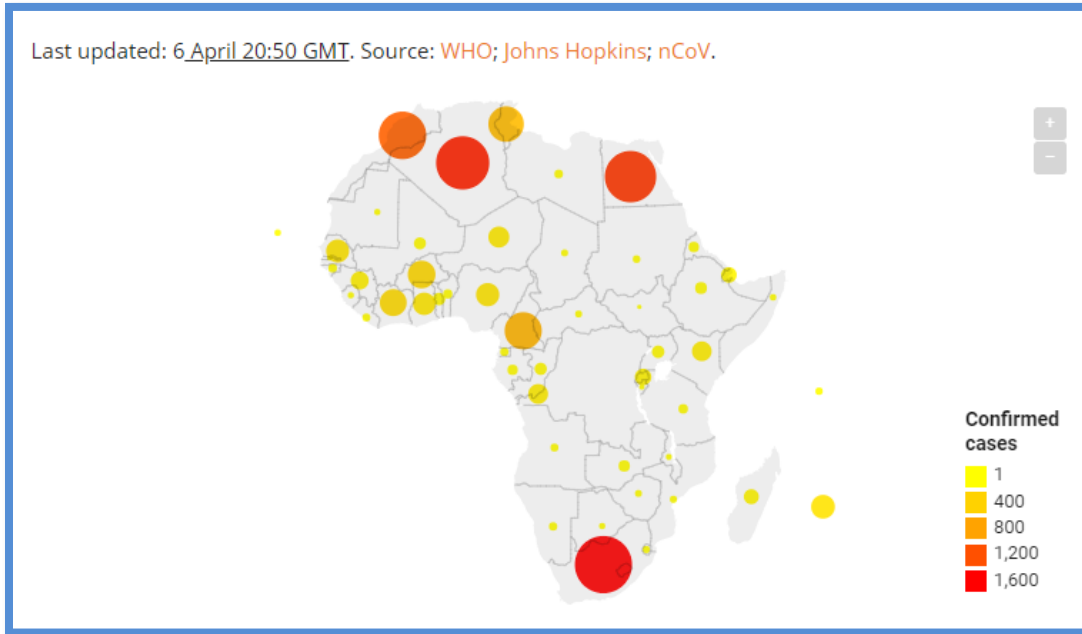 Last updated: 6 April 20:50 GMT. Source: WHO; Johns Hopkins; nCoV.
+
−
Confirmed
cases
1
400
800
1,200
1,600